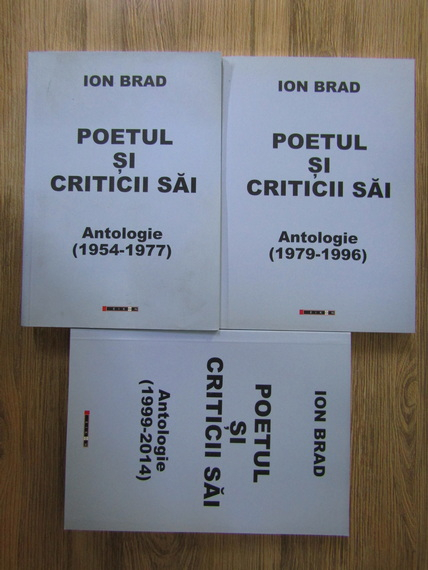 ION BRAD
POETUL
ȘI
CRITICII SĂI
Antologie
(1954-1977)
ION BRAD
POETUL
ȘI
CRITICII SĂI
Antologie
(1979-1996)
ION BRAD
POETUL
ȘI
CRITICII SĂI
Antologie
(1999-2014)